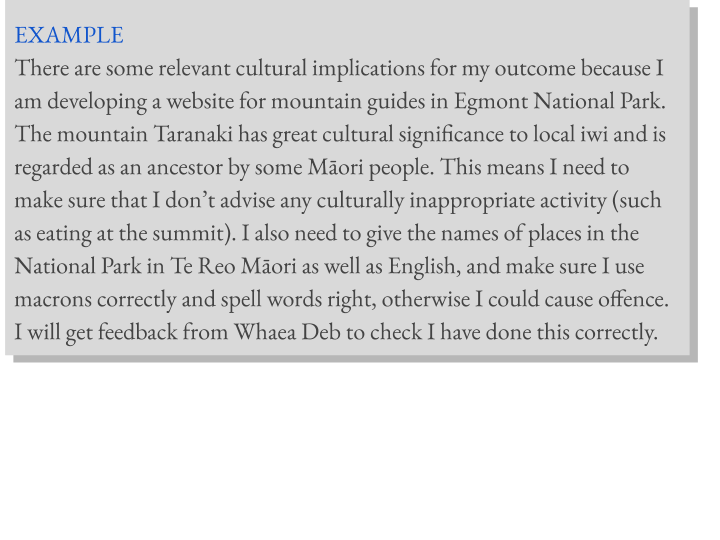 EXAMPLE
There are some relevant cultural implications for my outcome because I
am developing a website for mountain guides in Egmont National Park.
The mountain Taranaki has great cultural significance to local iwi and is
regarded as an ancestor by some Māori people. This means I need to
make sure that I don’t advise any culturally inappropriate activity (such
as eating at the summit). I also need to give the names of places in the
National Park in Te Reo Māori as well as English, and make sure I use
macrons correctly and spell words right, otherwise I could cause offence.
I will get feedback from Whaea Deb to check I have done this correctly.